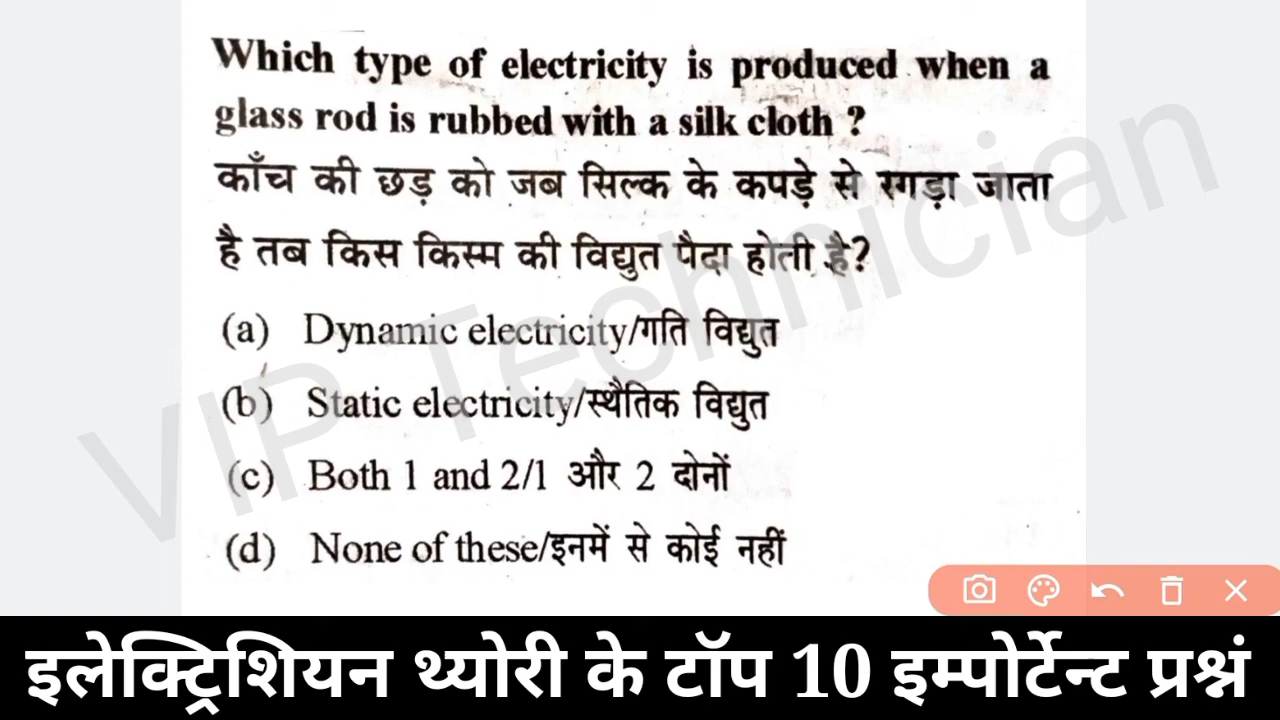 Which type of electricity is produced when a
glass rod is rubbed with a silk cloth ?
काँच की छड़ को जब सिल्क के कपड़े से रगड़ा जाता
है तब किस किस्म की विद्युत पैदा होती है?
(a) Dynamic electricity/गति विद्युत
(b) Static electricity/स्थैतिक विद्युत
(c) Both 1 and 2/1 और 2 दोनों
(d) None of these/इनमें से कोई नहीं
VIP Technician
इलेक्ट्रिशियन थ्योरी के टॉप 10 इम्पोर्टेन्ट प्रश्नं